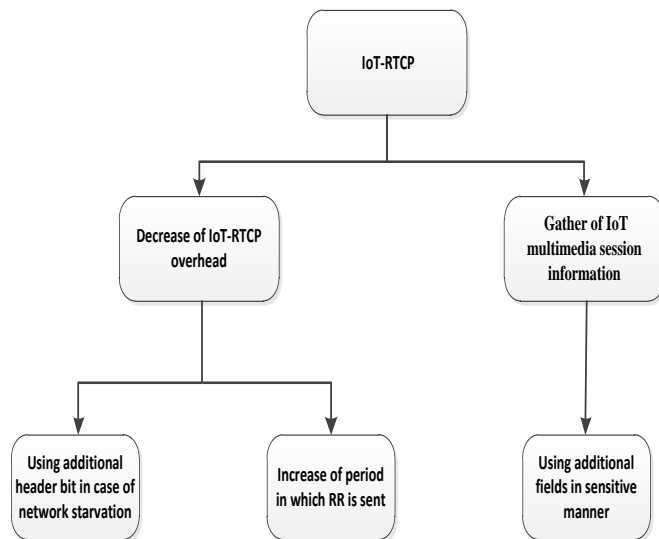 IoT-RTCP
Decrease of IoT-RTCP
overhead
Gather of IoT
multimedia session
information
Using additional
header bit in case of
network starvation
Increase of period
in which RR is sent
Using additional
fields in sensitive
manner